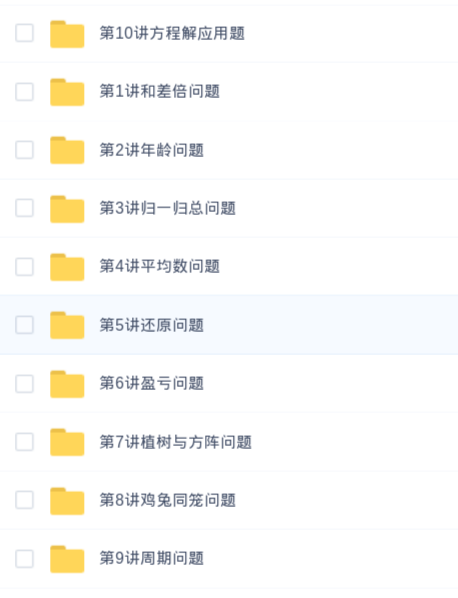 第10讲方程解应用题
第1讲和差倍问题
第2讲年龄问题
第3讲归一归总问题
第4讲平均数问题
第5讲还原问题
第6讲盈亏问题
第7讲植树与方阵问题
第8讲鸡兔同笼问题
第9讲周期问题